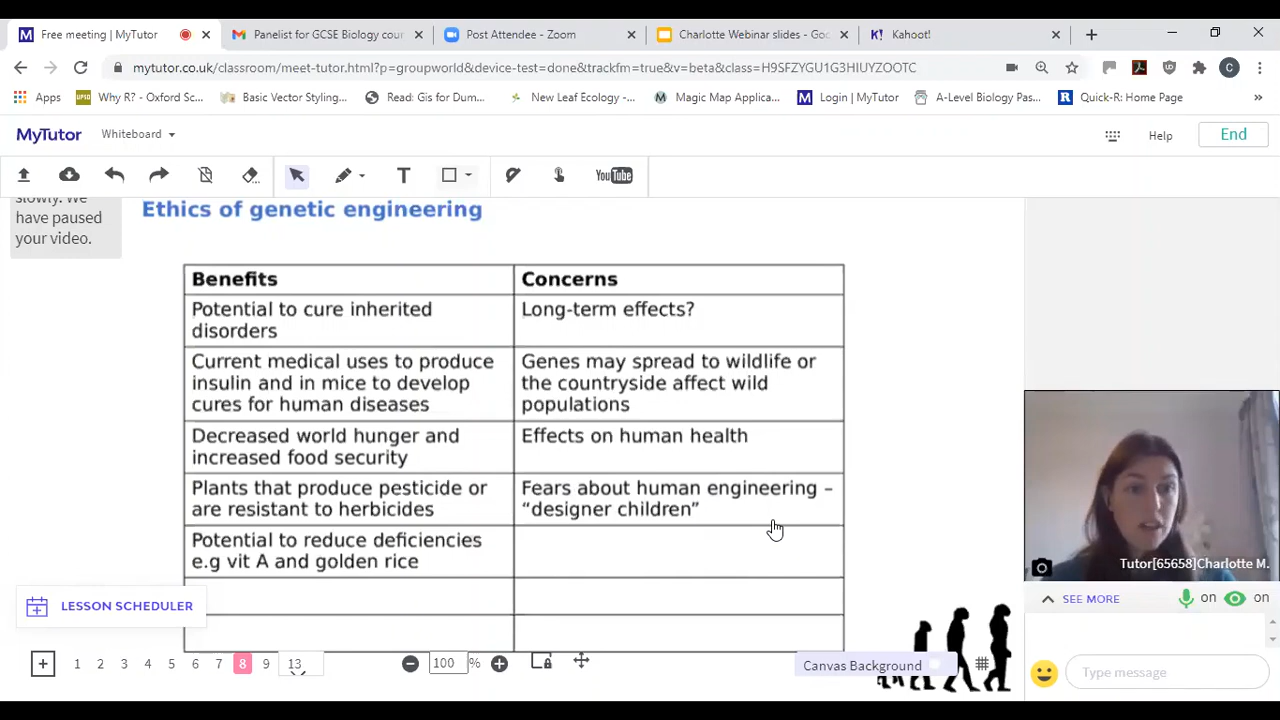 Free meeting | MyTutor
Panelist for GCSE Biology cour
Post Attendee - Zoom
Charlotte Webinar slides - Goo
Kahoot!
mytutor.co.uk/classroom/meet-tutor.html?p=groupworld&device-test=done&trackfm=true&v=beta&class=H9SFZYGU1G3HIUYZOOTC
C
Apps
Why R? - Oxford Sc...
Basic Vector Styling...
Read: Gis for Dum...
New Leaf Ecology -...
Magic Map Applica...
Login | MyTutor
A-Level Biology Pas...
Quick-R: Home Page
MyTutor
Whiteboard
Help
End
T
YouTube
slowly. We
have paused
your video.
Ethics of genetic engineering
Benefits
Concerns
Potential to cure inherited
disorders
Long-term effects?
Current medical uses to produce
insulin and in mice to develop
cures for human diseases
Genes may spread to wildlife or
the countryside affect wild
populations
Decreased world hunger and
increased food security
Effects on human health
Plants that produce pesticide or
are resistant to herbicides
Fears about human engineering –
“designer children”
Potential to reduce deficiencies
e.g vit A and golden rice
Tutor[65658]Charlotte M.
SEE MORE
on
on
LESSON SCHEDULER
1 2 3 4 5 6 7 8 9 13
100 %
Canvas Background
Type message